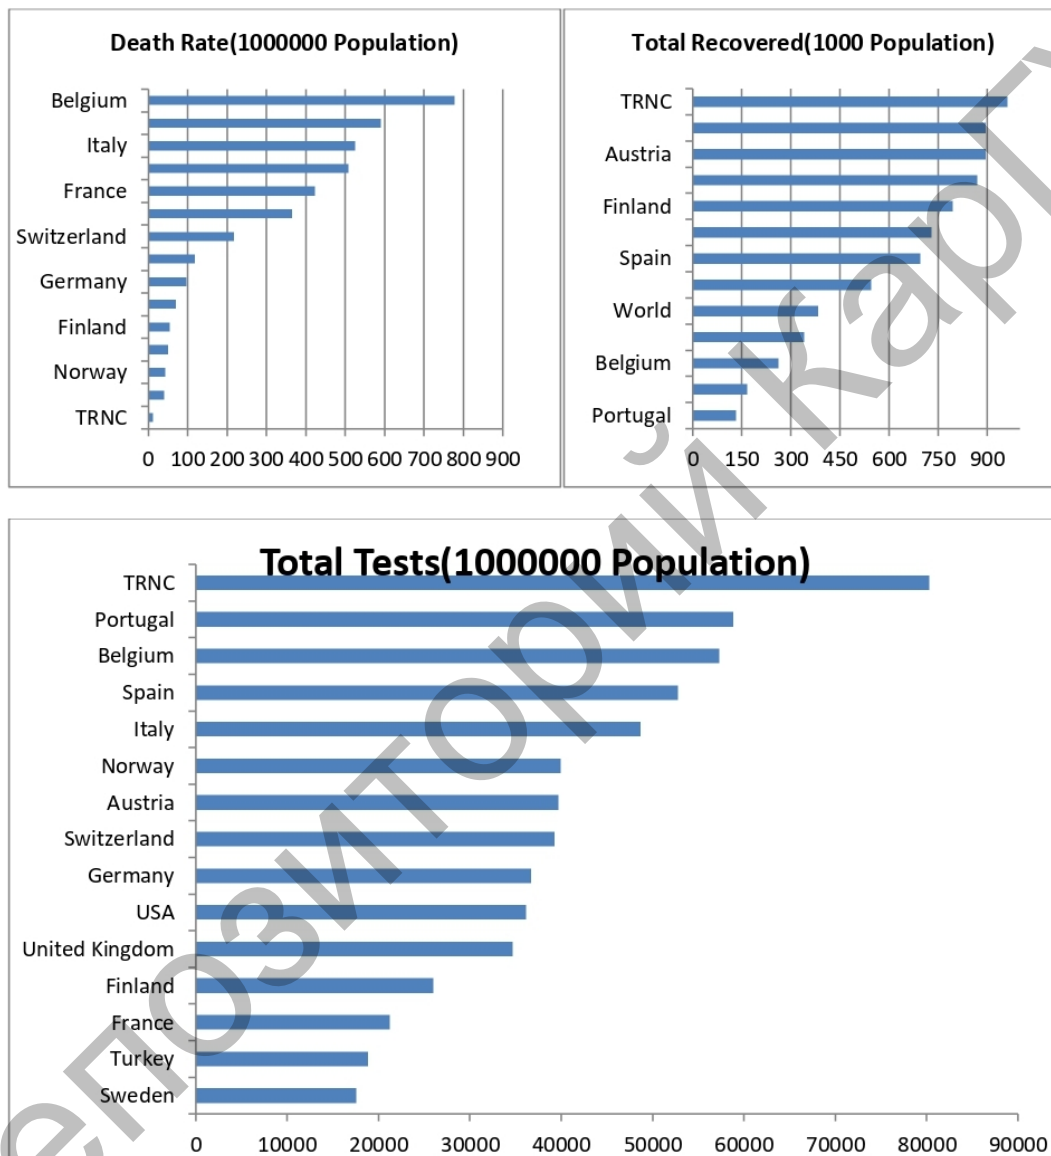 Death Rate(1000000 Population)
Belgium
Italy
France
Switzerland
Germany
Finland
Norway
TRNC
0 100 200 300 400 500 600 700 800 900
Total Recovered(1000 Population)
TRNC
Austria
Finland
Spain
World
Belgium
Portugal
0 150 300 450 600 750 900
Total Tests(1000000 Population)
TRNC
Portugal
Belgium
Spain
Italy
Norway
Austria
Switzerland
Germany
USA
United Kingdom
Finland
France
Turkey
Sweden
0 10000 20000 30000 40000 50000 60000 70000 80000 90000
епозиторий КарГУ